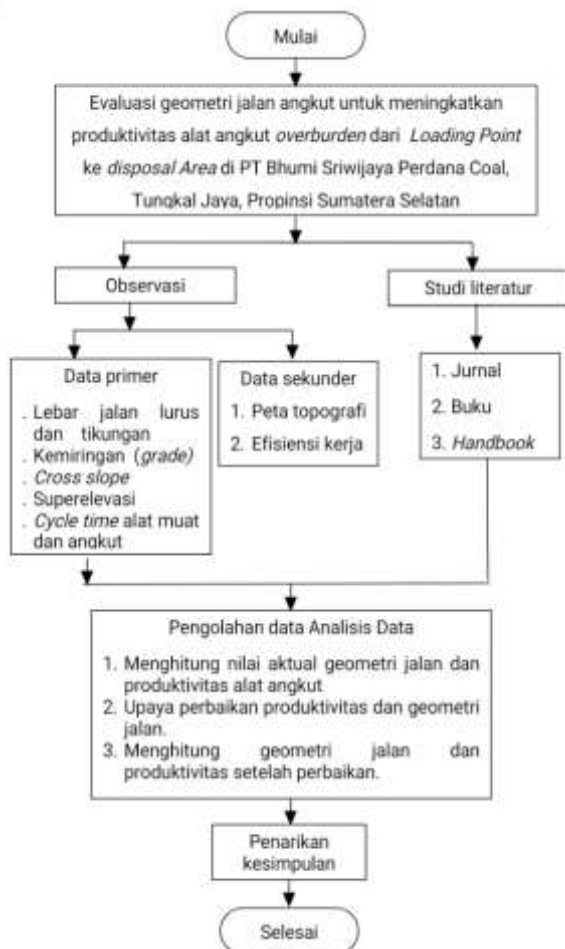 Mulai
Evaluasi geometri jalan angkut untuk meningkatkan
produktivitas alat angkut overburden dari Loading Point
ke disposal Area di PT Bhumi Sriwijaya Perdana Coal,
Tungkal Jaya, Propinsi Sumatera Selatan
Observasi
Studi literatur
Data primer
. Lebar jalan lurus
dan tikungan
. Kemiringan (grade)
. Cross slope
. Superelevasi
. Cycle time alat muat
dan angkut
Data sekunder
1. Peta topografi
2. Efisiensi kerja
1. Jurnal
2. Buku
3. Handbook
Pengolahan data Analisis Data
1. Menghitung nilai aktual geometri jalan dan
produktivitas alat angkut
2. Upaya perbaikan produktivitas dan geometri
jalan.
3. Menghitung geometri jalan dan
produktivitas setelah perbaikan.
Penarikan
kesimpulan
Selesai